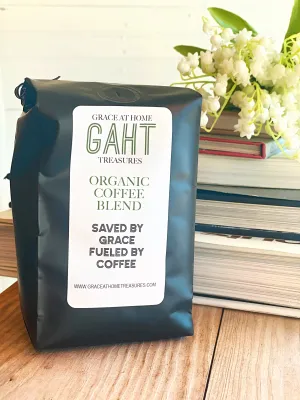 GRACE AT HOME
GAHT
TREASURES
ORGANIC
COFFEE
BLEND
SAVED BY
GRACE
FUELED BY
COFFEE
WWW.GRACEATHOMETREASURES.COM